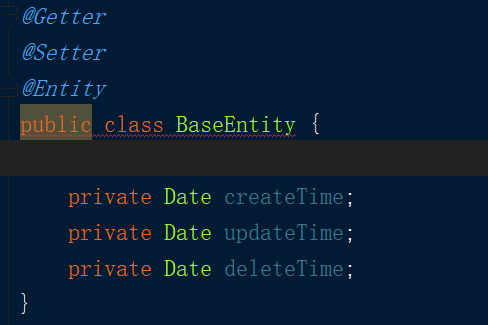 @Getter
@Setter
@Entity
public class BaseEntity {
private Date createTime;
private Date updateTime;
private Date deleteTime;
}